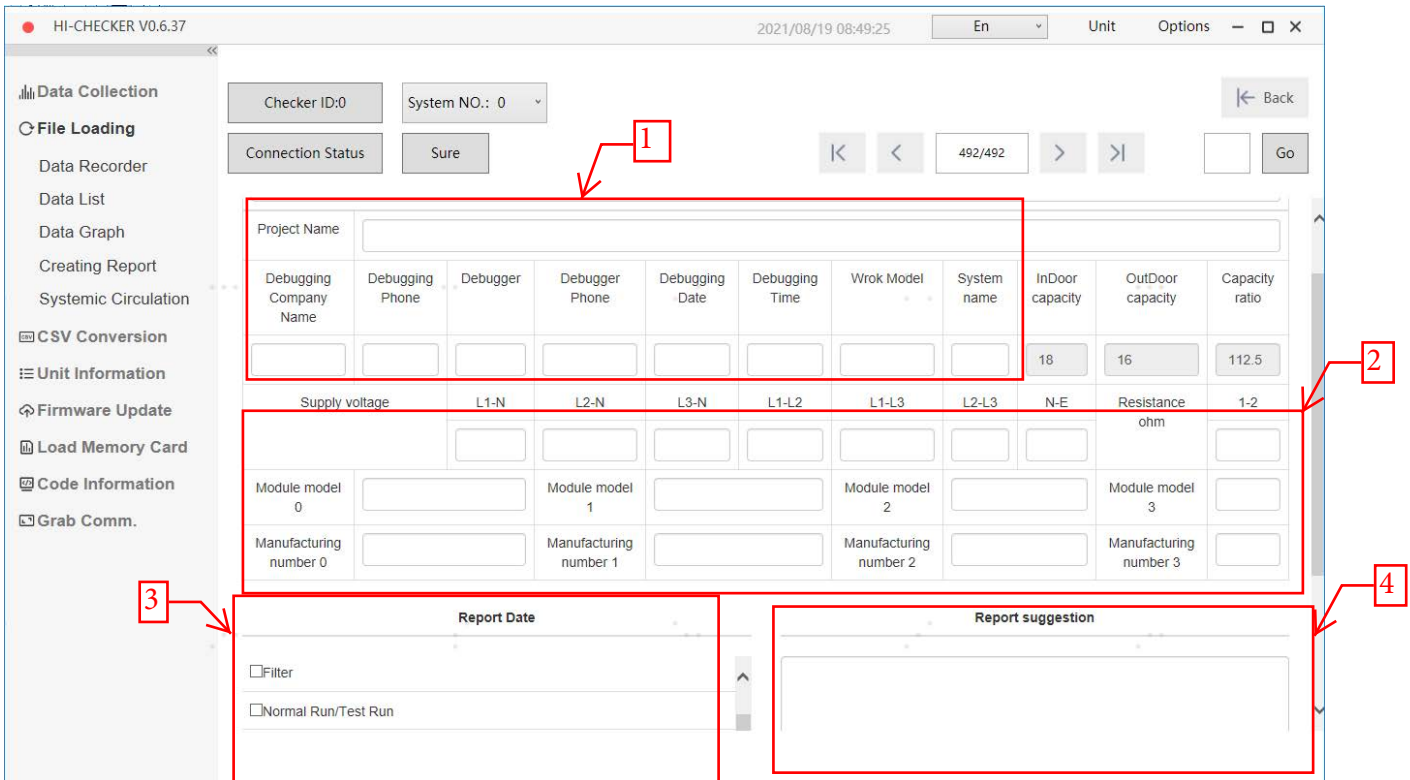 HI-CHECKER V0.6.37
2021/08/19 08:49:25
En
Unit
Options
Data Collection
File Loading
Data Recorder
Data List
Data Graph
Creating Report
Systemic Circulation
CSV Conversion
Unit Information
Firmware Update
Load Memory Card
Code Information
Grab Comm.
Checker ID:0
System NO.: 0
Back
Connection Status
Sure
1
492/492
Go
Project Name
Debugging
Company
Name
Debugging
Phone
Debugger
Debugger
Phone
Debugging
Date
Debugging
Time
Wrok Model
System
name
InDoor
capacity
OutDoor
capacity
Capacity
ratio
18
16
112.5
2
Supply voltage
L1-N
L2-N
L3-N
L1-L2
L1-L3
L2-L3
N-E
Resistance
ohm
1-2
Module model
0
Module model
1
Module model
2
Module model
3
Manufacturing
number 0
Manufacturing
number 1
Manufacturing
number 2
Manufacturing
number 3
3
4
Report Date
Report suggestion
Filter
Normal Run/Test Run